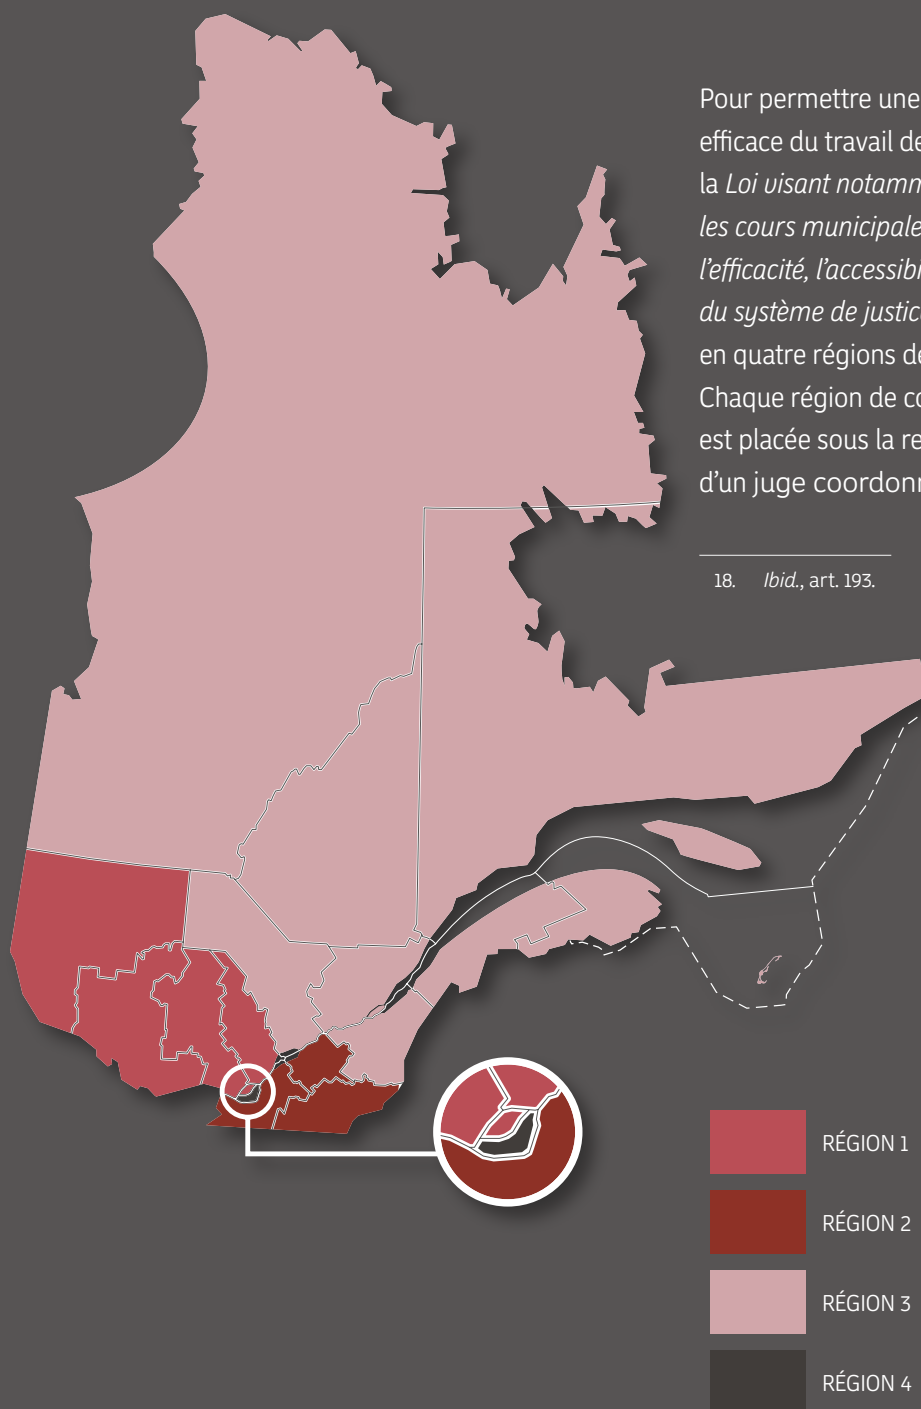 Pour permettre une
efficace du travail de
la Loi visant notamm
les cours municipale
l'efficacité, l'accessibi
du système de justice
en quatre régions de
Chaque région de co
est placée sous la re
d'un juge coordonn
18. Ibid., art. 193.
RÉGION 1
RÉGION 2
RÉGION 3
RÉGION 4